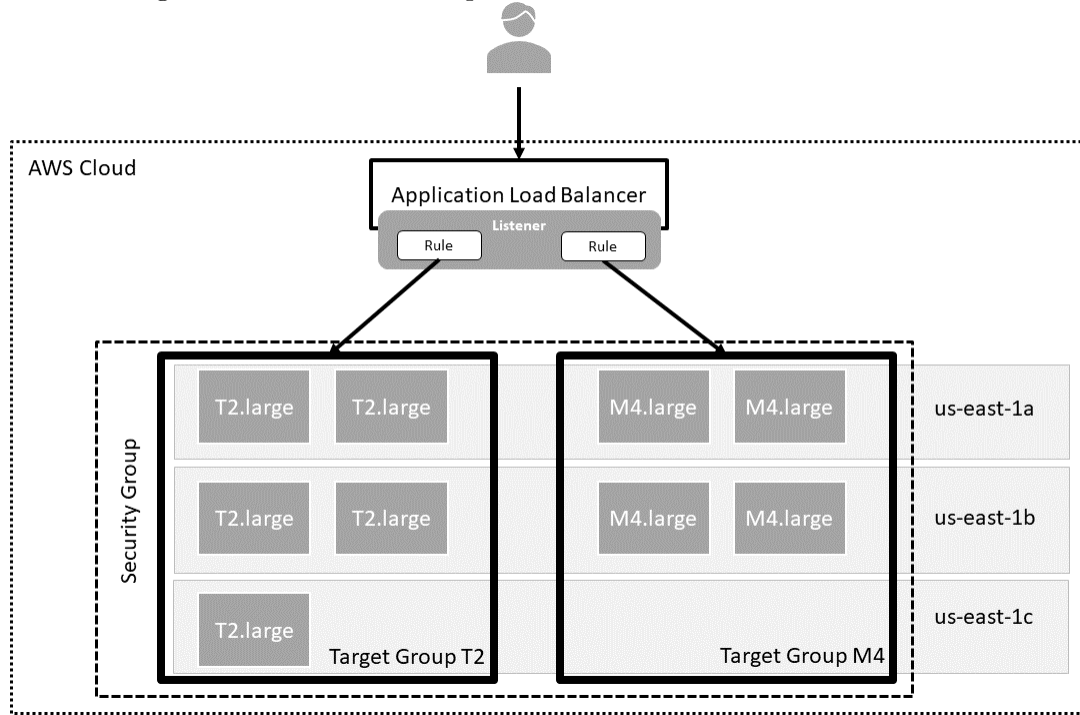 AWS Cloud
Application Load Balancer
Listener
Rule Rule
T2.large T2.large M4.large M4.large us-east-1a
Security Group
T2.large T2.large M4.large M4.large us-east-1b
T2.large us-east-1c
Target Group T2 Target Group M4